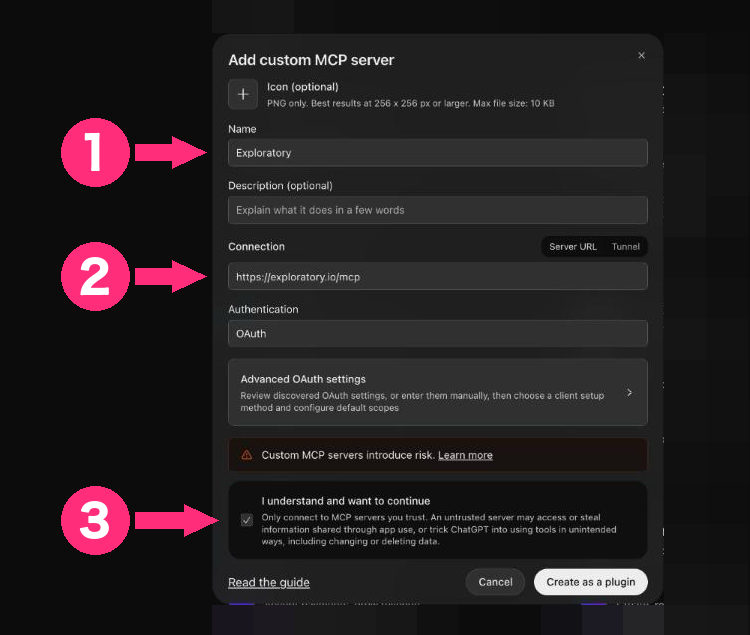 Add custom MCP server
Icon (optional)
PNG only. Best results at 256 x 256 px or larger. Max file size: 10 KB
Name
1
Exploratory
Description (optional)
Explain what it does in a few words
Connection
Server URL
Tunnel
2
https://exploratory.io/mcp
Authentication
OAuth
Advanced OAuth settings
Review discovered OAuth settings, or enter them manually, then choose a client setup
method and configure default scopes
Custom MCP servers introduce risk. Learn more
3
I understand and want to continue
Only connect to MCP servers you trust. An untrusted server may access or steal
information shared through app use, or trick ChatGPT into using tools in unintended
ways, including changing or deleting data.
Read the guide
Cancel
Create as a plugin